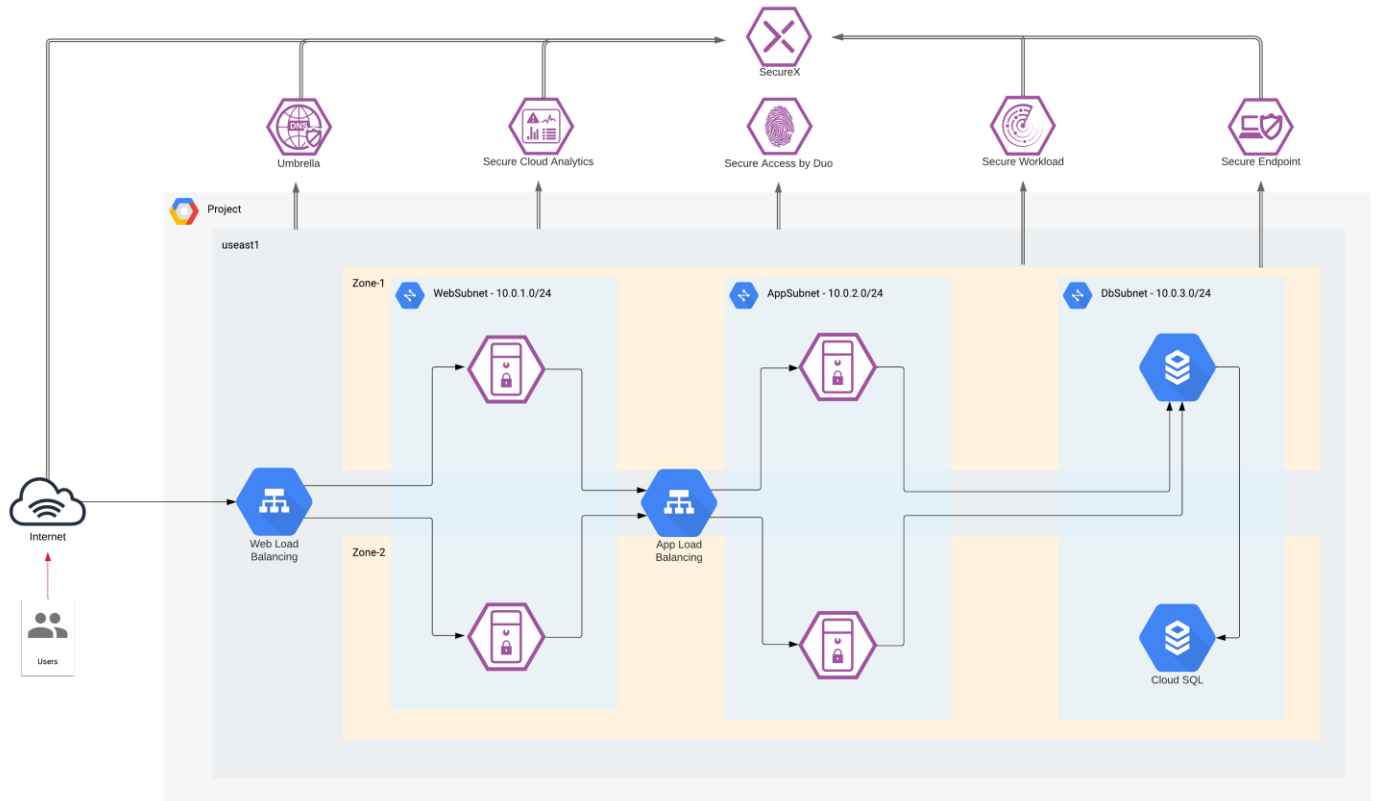 SecureX
DNS
Umbrella
Secure Cloud Analytics
Secure Access by Duo
Secure Workload
Secure Endpoint
Project
useast1
Zone-1
WebSubnet - 10.0.1.0/24
AppSubnet - 10.0.2.0/24
DbSubnet - 10.0.3.0/24
Internet
Web Load
Balancing
App Load
Balancing
Zone-2
Users
Cloud SQL